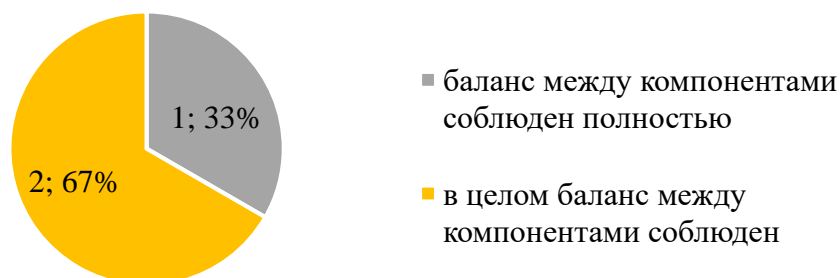 1; 33%
2; 67%
баланс между компонентами
соблюден полностью
в целом баланс между
компонентами соблюден